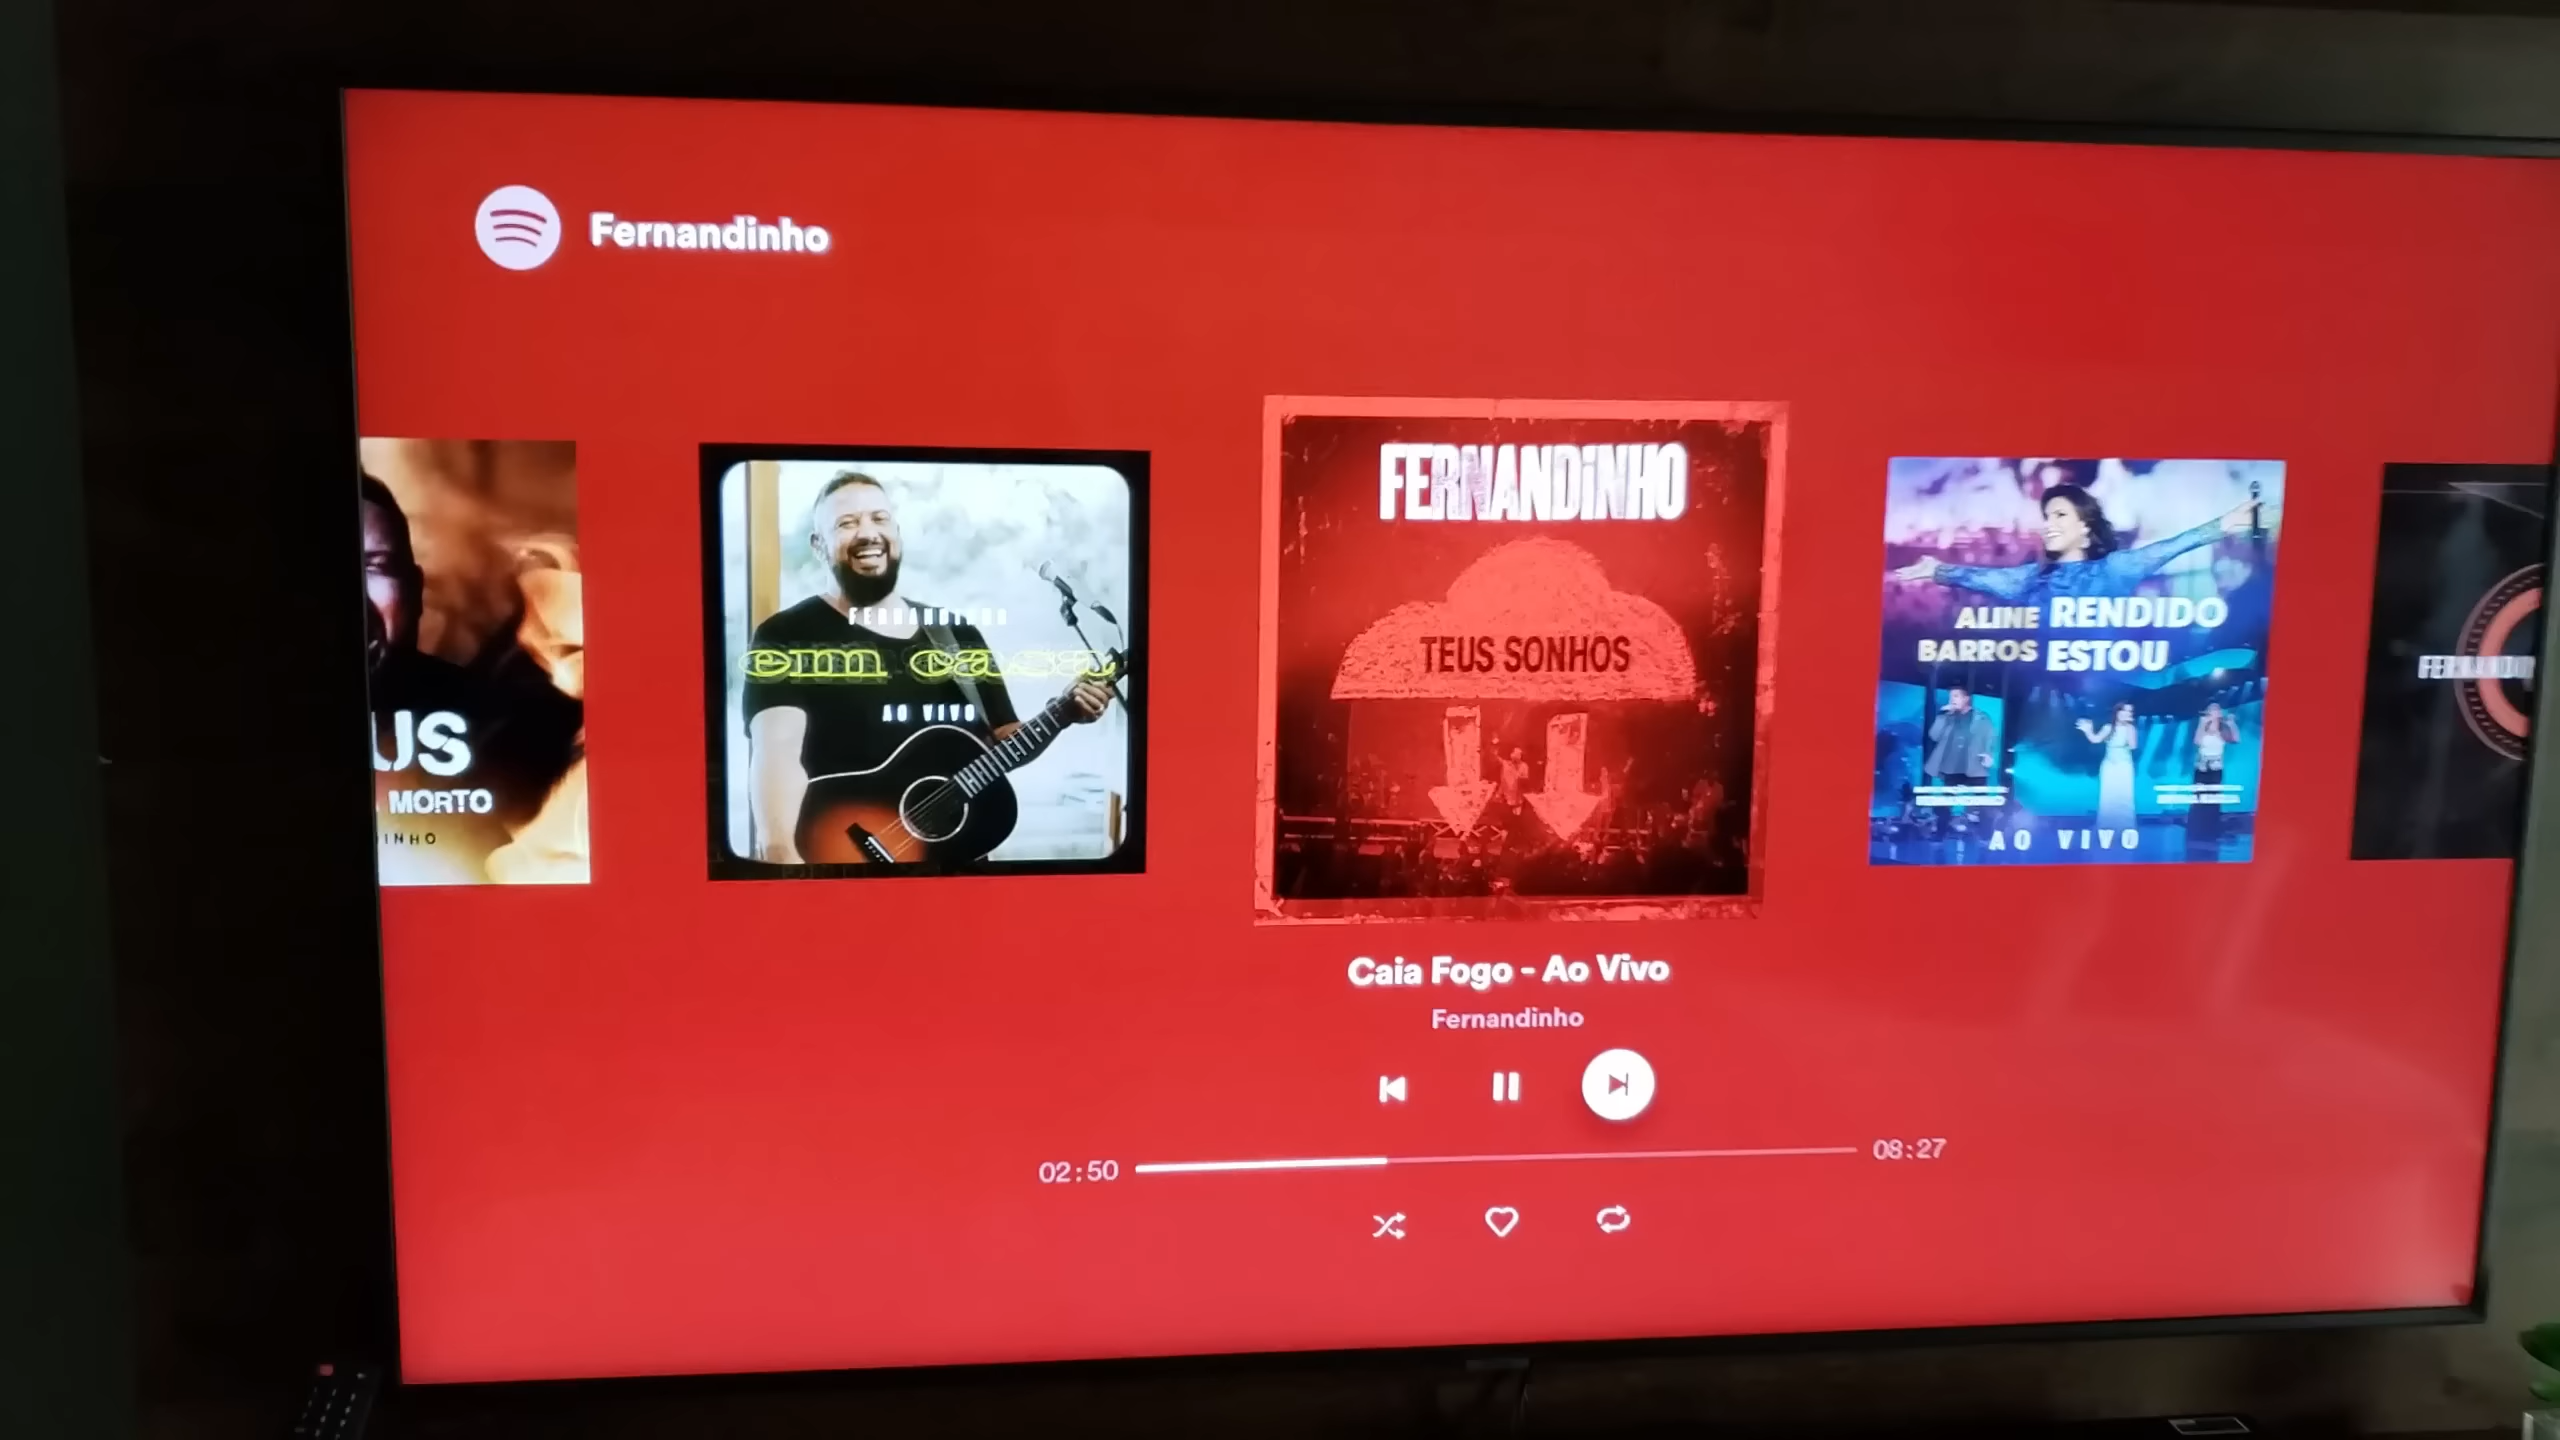 Fernandinho
US
MORTO
INHO
FERNANDINHO
em casa
AO VIVO
FERNANDiNHO
TEUS SONHOS
ALINE RENDIDO
BARROS ESTOU
AO VIVO
FERNANDIN
Caia Fogo - Ao Vivo
Fernandinho
02:50
08:27